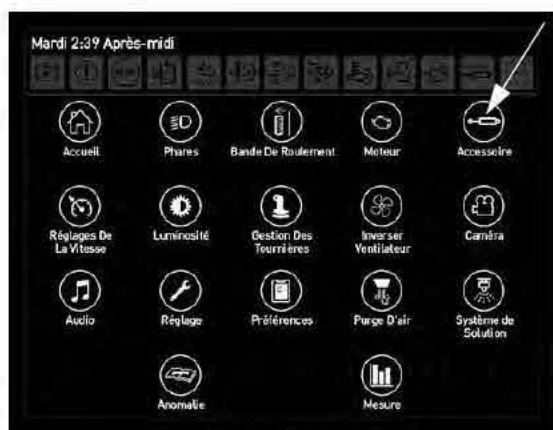 Mardi 2:39 Après-midi
Accueil
Phares
Bande De Roulement
Moteur
Accessoire
Réglages De
La Vitesse
Luminosité
Gestion Des
Tournières
Inverser
Ventilateur
Caméra
Audio
Réglage
Préférences
Purge D'air
Système de
Solution
Anomalie
Mesure